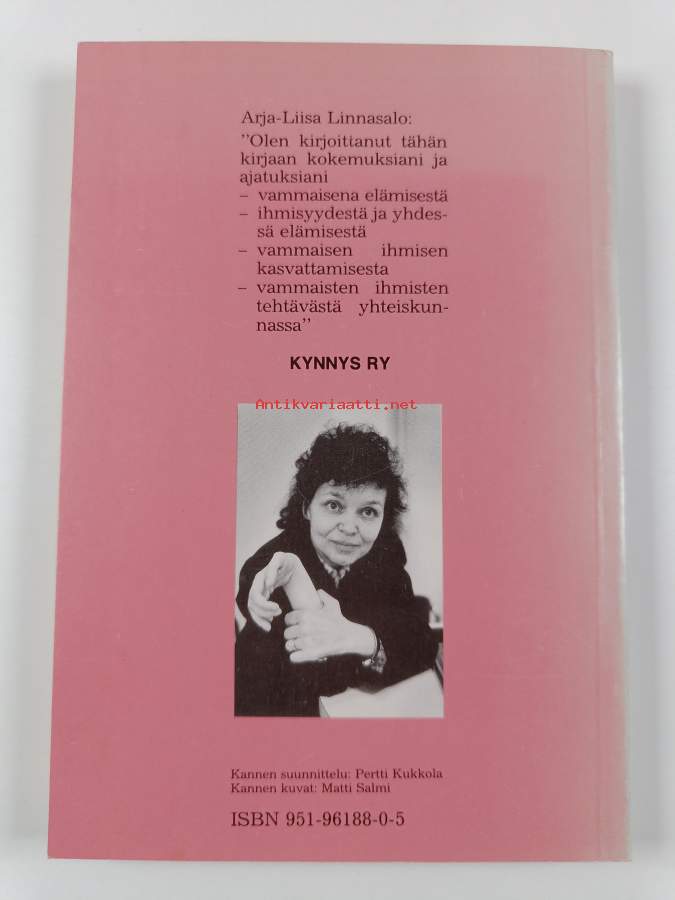 Arja-Liisa Linnasalo:
”Olen kirjoittanut tähän
kirjaan kokemuksiani ja
ajatuksiani
– vammaisena elämisestä
– ihmisyydestä ja yhdes-
sä elämisestä
– vammaisen ihmisen
kasvattamisesta
– vammaisten ihmisten
tehtävästä yhteiskun-
nassa”
KYNNYS RY
Antikvariaatti.net
Kannen suunnittelu: Pertti Kukkola
Kannen kuvat: Matti Salmi
ISBN 951-96188-0-5